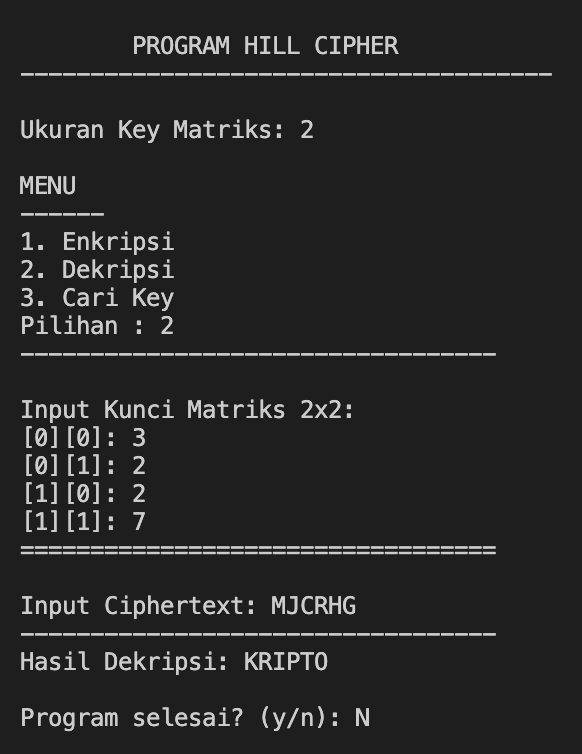 PROGRAM HILL CIPHER
--------------------------------------
Ukuran Key Matriks: 2
MENU
------
1. Enkripsi
2. Dekripsi
3. Cari Key
Pilihan : 2
----------------------------------
Input Kunci Matriks 2x2:
[0][0]: 3
[0][1]: 2
[1][0]: 2
[1][1]: 7
==================================
Input Ciphertext: MJCRHG
----------------------------------
Hasil Dekripsi: KRIPTO
Program selesai? (y/n): N